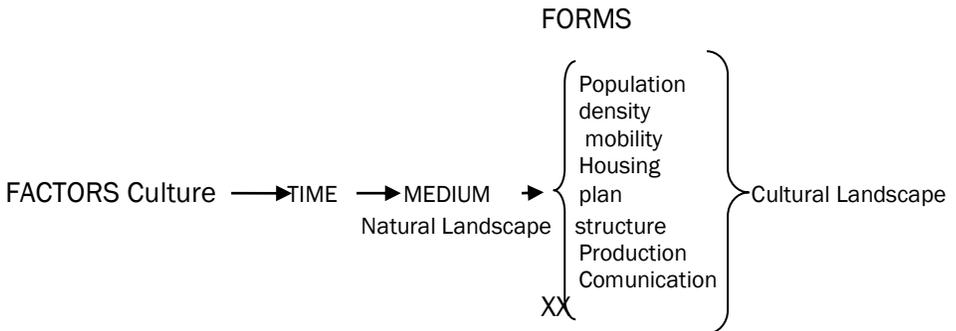 FORMS
FACTORS Culture
TIME
MEDIUM
Natural Landscape
Population
density
mobility
Housing
plan
structure
Production
Comunication
XX
Cultural Landscape